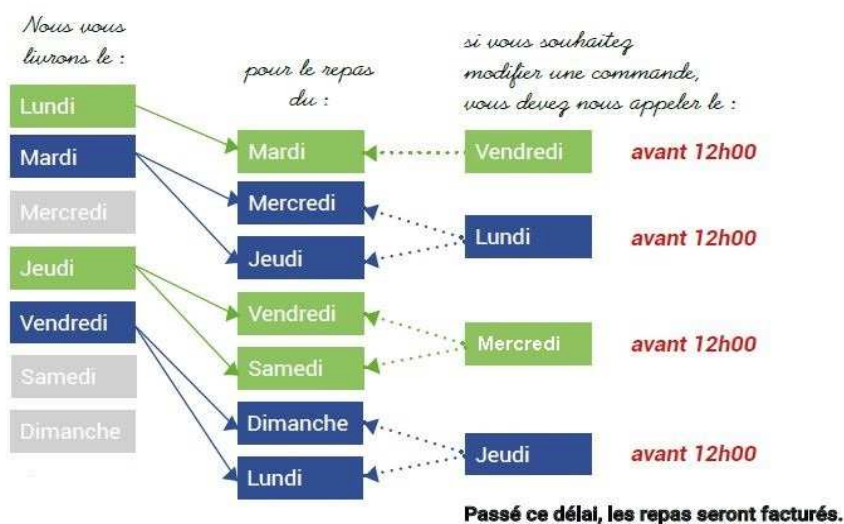 Nous vous
livrons le :
Lundi
Mardi
Mercredi
Jeudi
Vendredi
Samedi
Dimanche
pour le repas
du :
Mardi
Mercredi
Jeudi
Vendredi
Samedi
Dimanche
Lundi
si vous souhaitez
modifier une commande,
vous devez nous appeler le :
Vendredi avant 12h00
Lundi avant 12h00
Mercredi avant 12h00
Jeudi avant 12h00
Passé ce délai, les repas seront facturés.